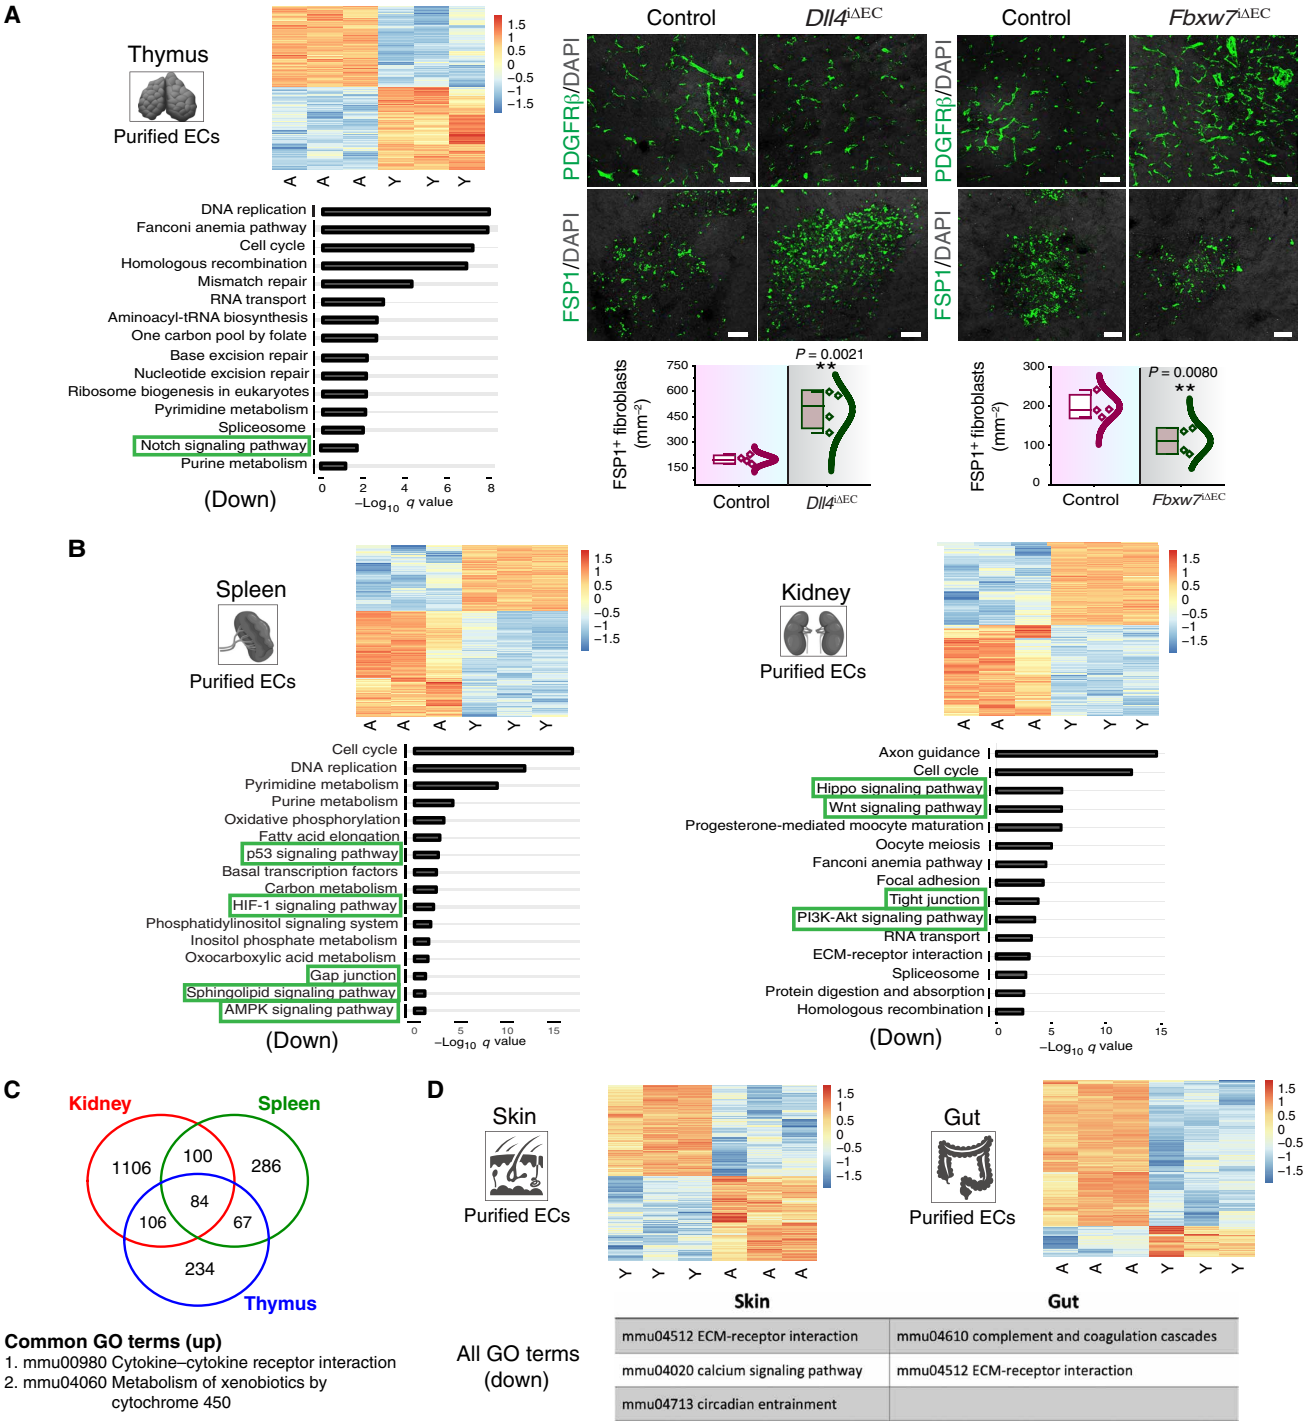 A
Thymus
Purified ECs
1.5
1
0.5
0
−0.5
−1
−1.5
A A A Y Y Y
DNA replication
Fanconi anemia pathway
Cell cycle
Homologous recombination
Mismatch repair
RNA transport
Aminoacyl-tRNA biosynthesis
One carbon pool by folate
Base excision repair
Nucleotide excision repair
Ribosome biogenesis in eukaryotes
Pyrimidine metabolism
Spliceosome
Notch signaling pathway
Purine metabolism
0 2 4 6 8
(Down)
−Log10 q value
Control
Dll4iΔEC
Control
Fbxw7iΔEC
PDGFRβ/DAPI
FSP1/DAPI
PDGFRβ/DAPI
FSP1/DAPI
P = 0.0021
**
750
600
450
300
150
FSP1+ fibroblasts
(mm−2)
Control
Dll4iΔEC
P = 0.0080
**
300
200
100
0
FSP1+ fibroblasts
(mm−2)
Control
Fbxw7iΔEC
B
Spleen
Purified ECs
1.5
1
0.5
0
−0.5
−1
−1.5
A A A Y Y Y
Cell cycle
DNA replication
Pyrimidine metabolism
Purine metabolism
Oxidative phosphorylation
Fatty acid elongation
p53 signaling pathway
Basal transcription factors
Carbon metabolism
HIF-1 signaling pathway
Phosphatidylinositol signaling system
Inositol phosphate metabolism
Oxocarboxylic acid metabolism
Gap junction
Sphingolipid signaling pathway
AMPK signaling pathway
0 5 10 15
(Down)
−Log10 q value
Kidney
Purified ECs
1.5
1
0.5
0
−0.5
−1
−1.5
A A A Y Y Y
Axon guidance
Cell cycle
Hippo signaling pathway
Wnt signaling pathway
Progesterone-mediated moocyte maturation
Oocyte meiosis
Fanconi anemia pathway
Focal adhesion
Tight junction
PI3K-Akt signaling pathway
RNA transport
ECM-receptor interaction
Spliceosome
Protein digestion and absorption
Homologous recombination
0 5 10 15
(Down)
−Log10 q value
C
Kidney
Spleen
1106
100
286
84
106
67
234
Thymus
Common GO terms (up)
1. mmu00980 Cytokine–cytokine receptor interaction
2. mmu04060 Metabolism of xenobiotics by
cytochrome 450
D
Skin
Purified ECs
1.5
1
0.5
0
−0.5
−1
−1.5
Y Y Y A A A
Gut
Purified ECs
1.5
1
0.5
0
−0.5
−1
−1.5
A A A Y Y Y
Skin Gut
All GO terms
(down)
mmu04512 ECM-receptor interaction mmu04610 complement and coagulation cascades
mmu04020 calcium signaling pathway mmu04512 ECM-receptor interaction
mmu04713 circadian entrainment